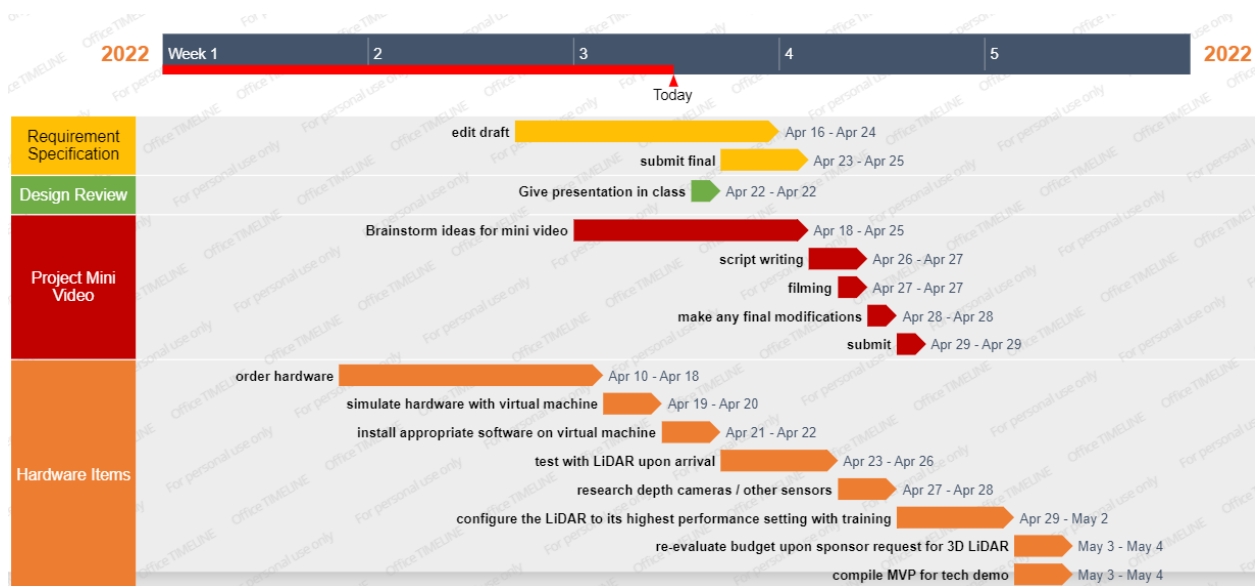 2022 Week 1 2 3 4 5 2022
Today
Requirement
Specification
edit draft Apr 16 - Apr 24
submit final Apr 23 - Apr 25
Design Review
Give presentation in class Apr 22 - Apr 22
Project Mini
Video
Brainstorm ideas for mini video Apr 18 - Apr 25
script writing Apr 26 - Apr 27
filming Apr 27 - Apr 27
make any final modifications Apr 28 - Apr 28
submit Apr 29 - Apr 29
Hardware Items
order hardware Apr 10 - Apr 18
simulate hardware with virtual machine Apr 19 - Apr 20
install appropriate software on virtual machine Apr 21 - Apr 22
test with LiDAR upon arrival Apr 23 - Apr 26
research depth cameras / other sensors Apr 27 - Apr 28
configure the LiDAR to its highest performance setting with training Apr 29 - May 2
re-evaluate budget upon sponsor request for 3D LiDAR May 3 - May 4
compile MVP for tech demo May 3 - May 4
Office TIMELINE
For personal use only